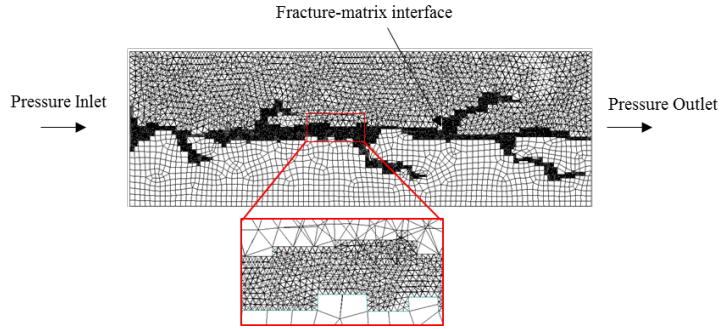 Fracture-matrix interface
Pressure Inlet
Pressure Outlet